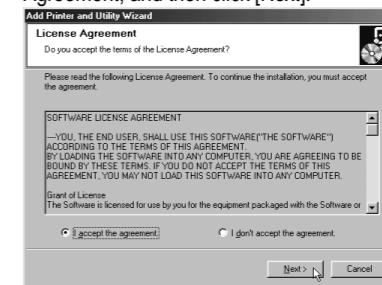 Agreement, and then click [Next].
Add Printer and Utility Wizard
License Agreement
Do you accept the terms of the License Agreement?
Please read the following License Agreement. To continue the installation, you must accept
the agreement.
SOFTWARE LICENSE AGREEMENT
---YOU, THE END USER, SHALL USE THIS SOFTWARE("THE SOFTWARE")
ACCORDING TO THE TERMS OF THIS AGREEMENT.
BY LOADING THE SOFTWARE INTO ANY COMPUTER, YOU ARE AGREEING TO BE
BOUND BY THESE TERMS. IF YOU DO NOT ACCEPT THE TERMS OF THIS
AGREEMENT, YOU MAY NOT LOAD THIS SOFTWARE INTO ANY COMPUTER.
Grant of License
The Software is licensed for use by you for the equipment packaged with the Software or
I accept the agreement. I don't accept the agreement.
Next > Cancel